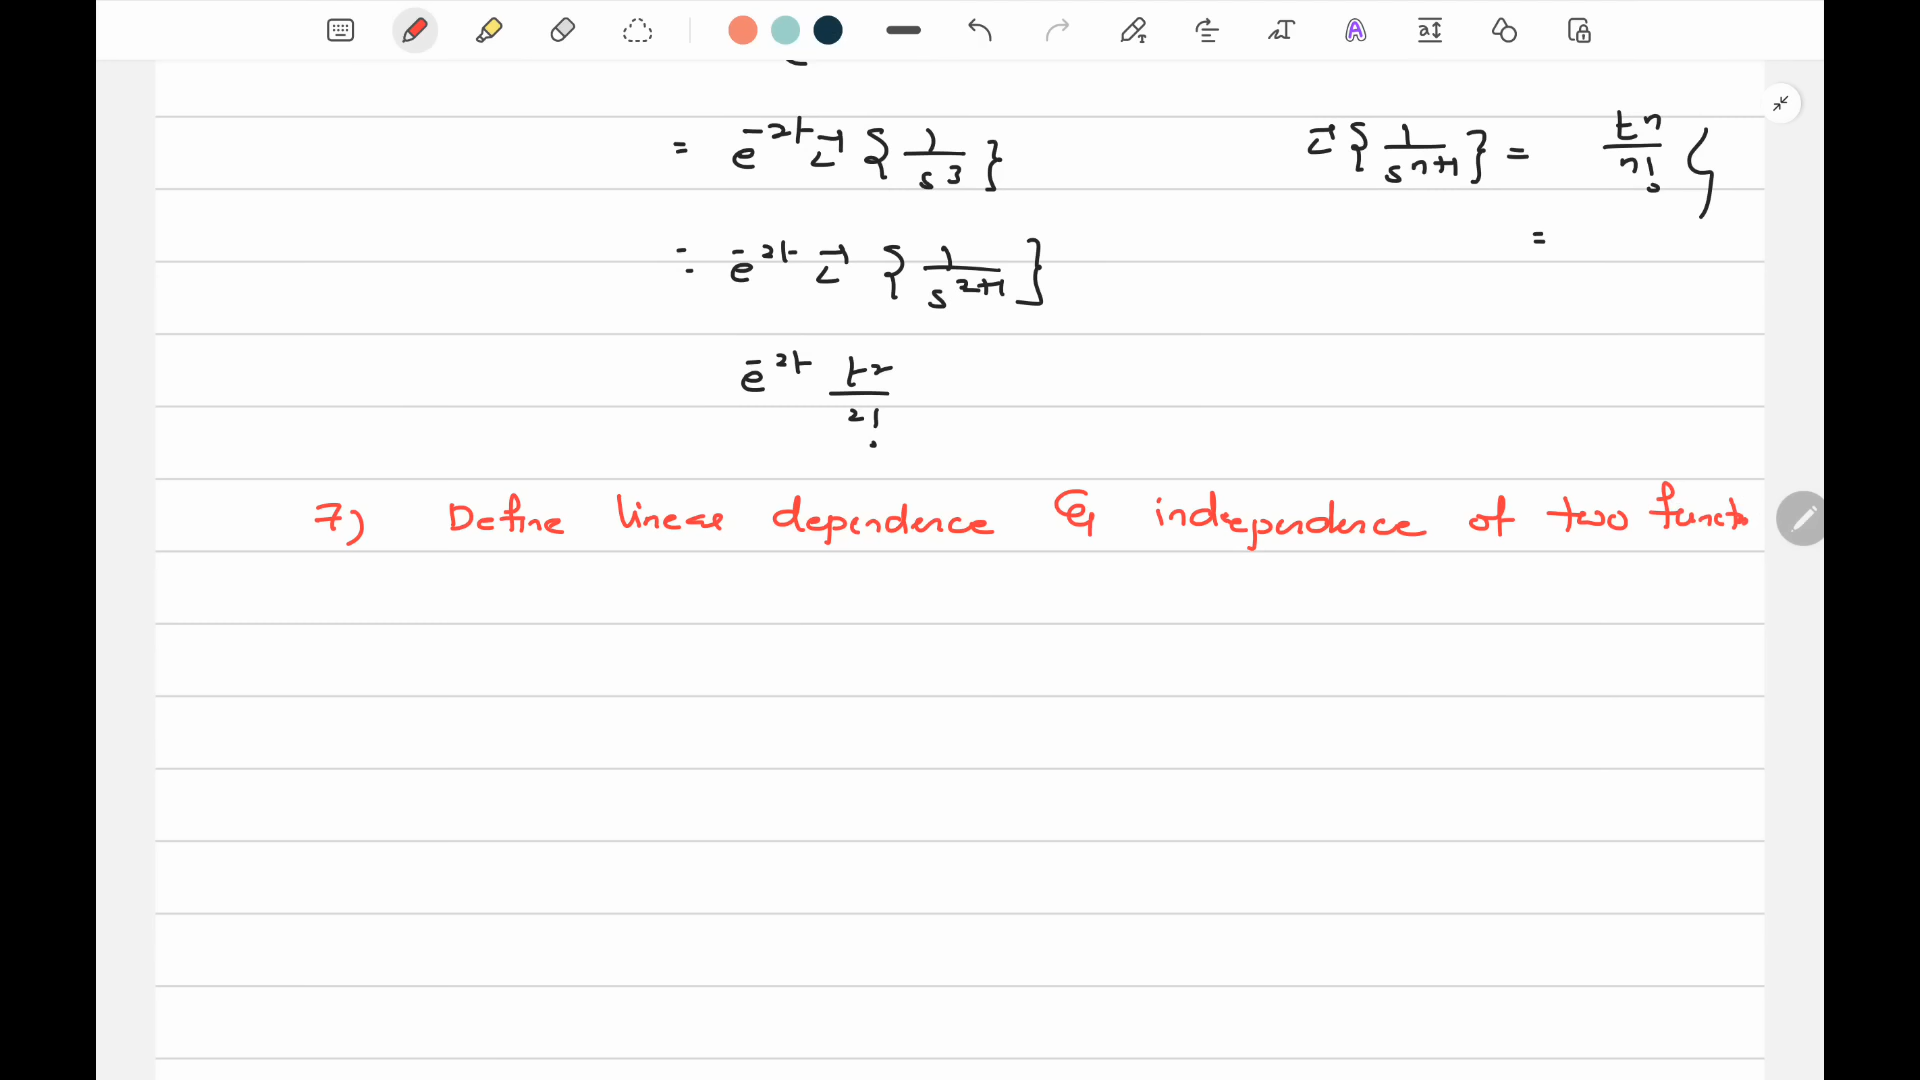 = e^{-2t} L^{-1} { 1/s^3 }
L^{-1} { 1/s^{n+1} } = t^n/n! }
= e^{-2t} L^{-1} { 1/s^{2+1} }
=
e^{-2t} t^2/2!
7) Define linear dependence & independence of two functn